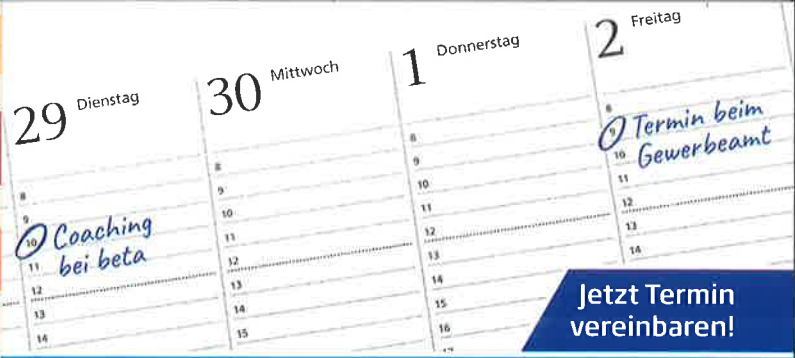 29 Dienstag
30 Mittwoch
1 Donnerstag
2 Freitag
8
9
10 Coaching
11 bei beta
12
13
14
8
9
10
11
12
13
14
15
8
9
10
11
12
13
14
15
16
17
8
9 Termin beim
10 Gewerbeamt
11
12
13
14
Jetzt Termin
vereinbaren!